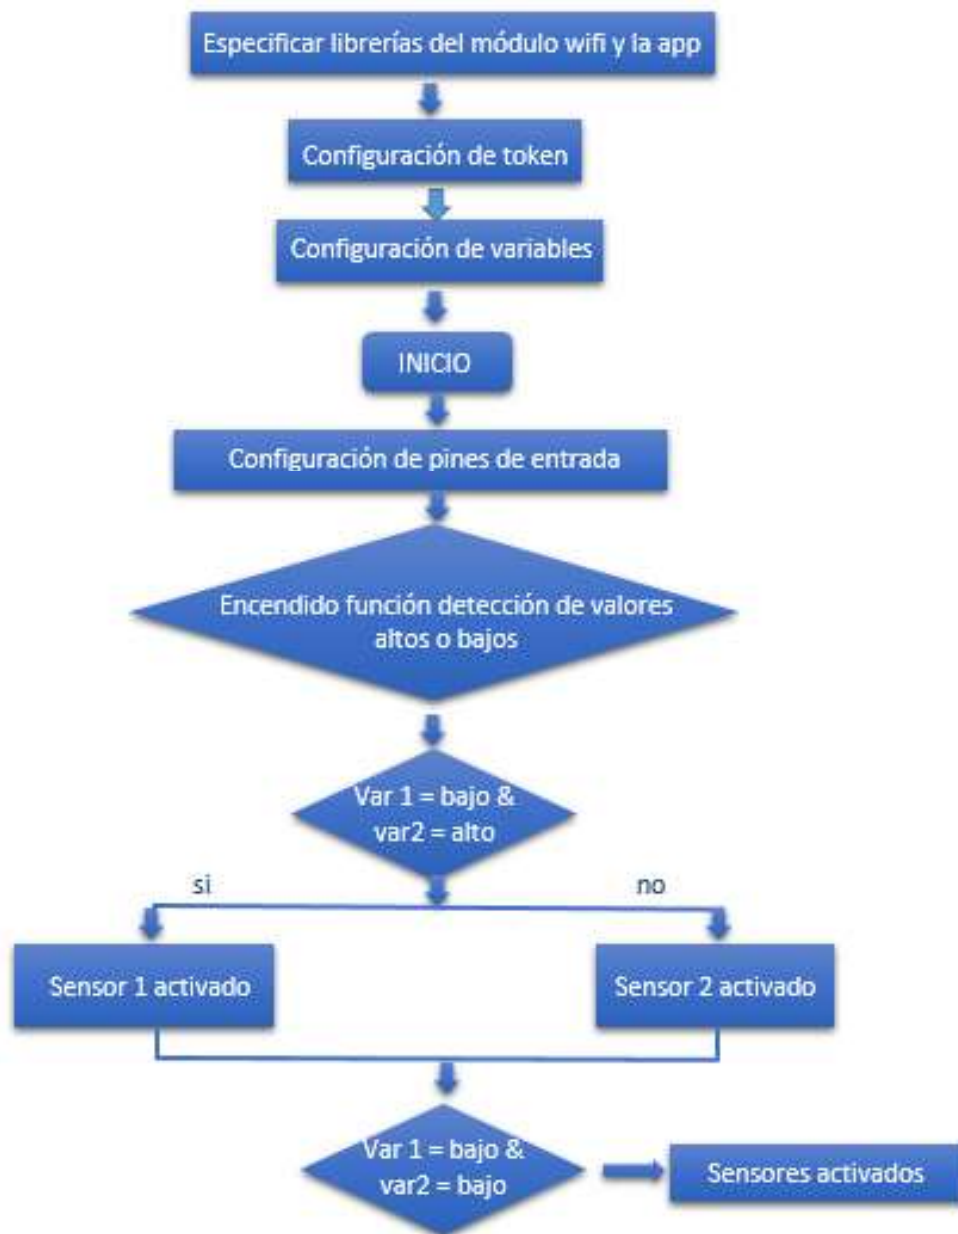 Especificar librerías del módulo wifi y la app
Configuración de token
Configuración de variables
INICIO
Configuración de pines de entrada
Encendido función detección de valores
altos o bajos
Var 1 = bajo &
var2 = alto
si
no
Sensor 1 activado
Sensor 2 activado
Var 1 = bajo &
var2 = bajo
Sensores activados